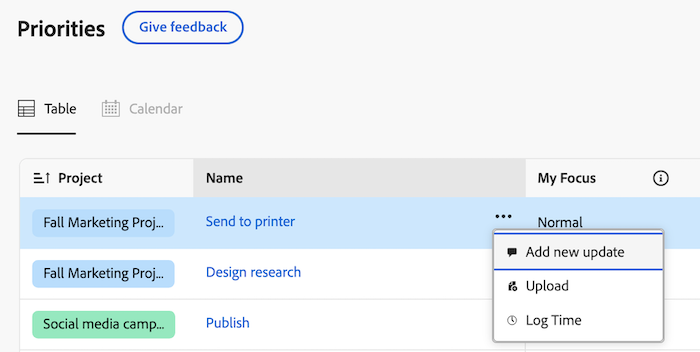 Priorities Give feedback
Table Calendar
Project Name My Focus
Fall Marketing Proj... Send to printer ••• Normal
Add new update
Fall Marketing Proj... Design research
Upload
Social media camp... Publish
Log Time